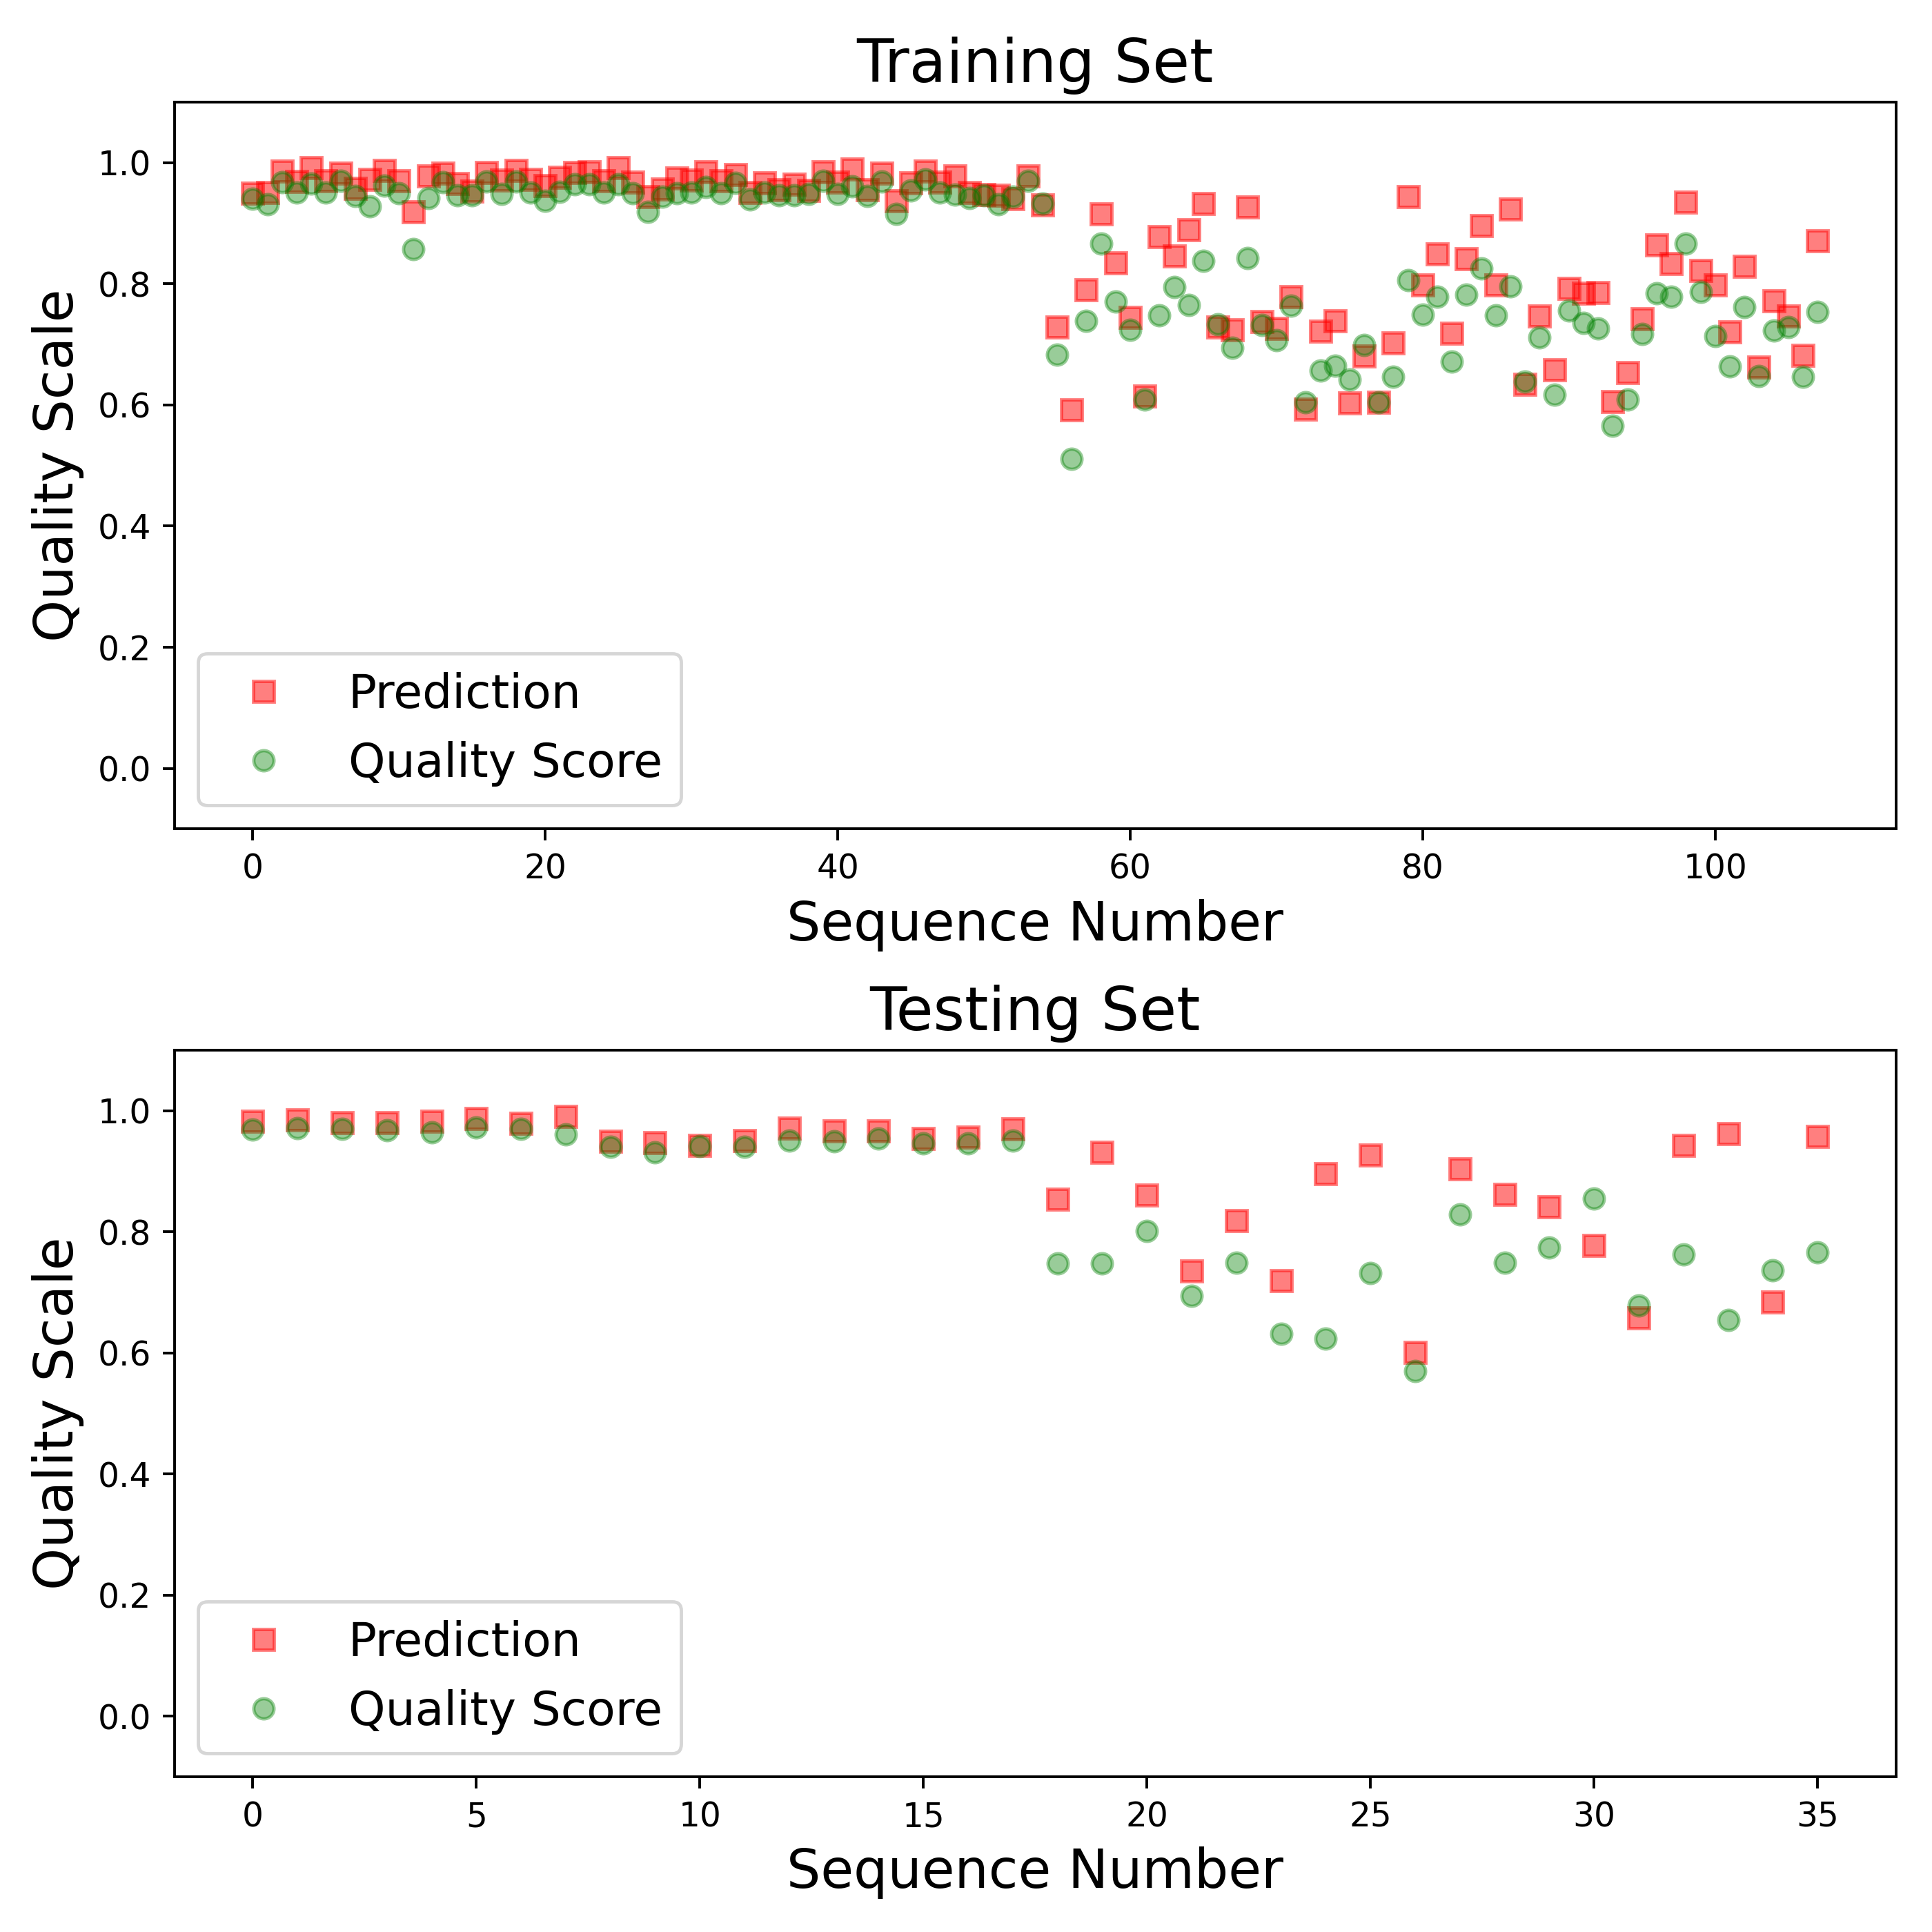 Training Set
Quality Scale
1.0
0.8
0.6
0.4
0.2
0.0
Prediction
Quality Score
0 20 40 60 80 100
Sequence Number
Testing Set
Quality Scale
1.0
0.8
0.6
0.4
0.2
0.0
Prediction
Quality Score
0 5 10 15 20 25 30 35
Sequence Number